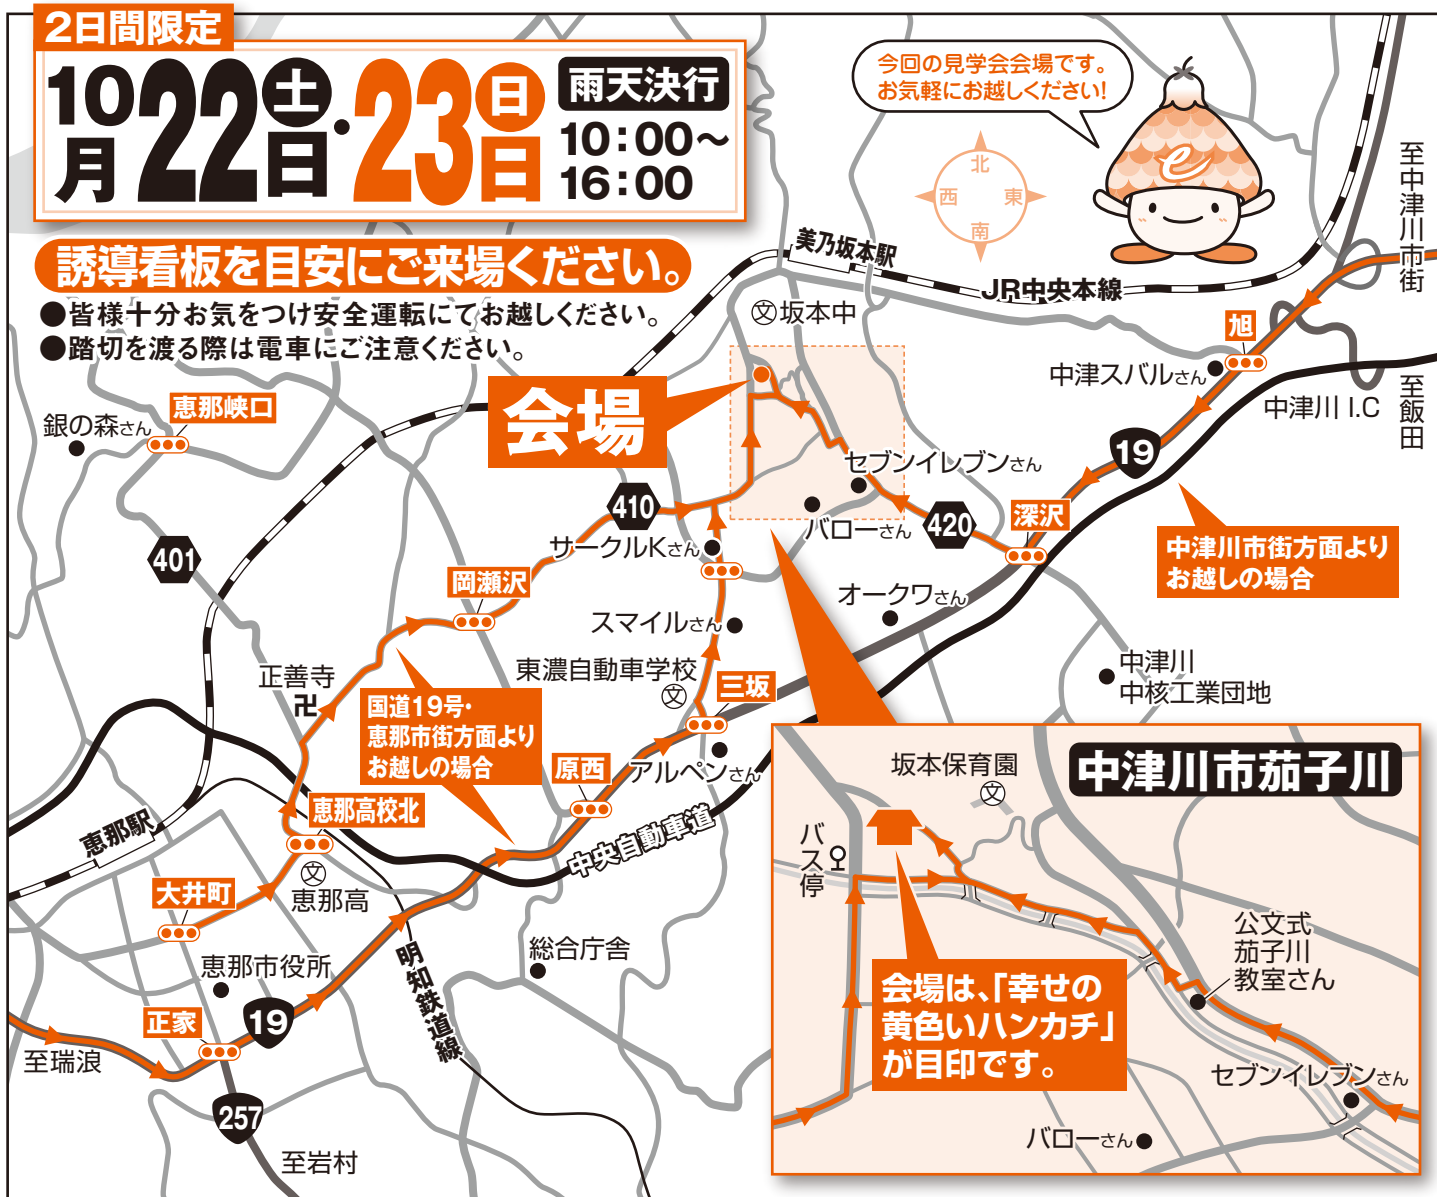 2日間限定
10月22土日・23日日
雨天決行
10:00〜
16:00
今回の見学会会場です。
お気軽にお越しください!
北
西
東
南
e
誘導看板を目安にご来場ください。
●皆様十分お気をつけ安全運転にてお越しください。
●踏切を渡る際は電車にご注意ください。
至中津川市街
美乃坂本駅
JR中央本線
文坂本中
旭
中津スバルさん
中津川 I.C
至飯田
会場
恵那峡口
銀の森さん
19
セブンイレブンさん
410
バローさん
420
深沢
中津川市街方面より
お越しの場合
401
サークルKさん
岡瀬沢
オークワさん
スマイルさん
東濃自動車学校
文
三坂
中津川
中核工業団地
正善寺
卍
国道19号・
恵那市街方面より
お越しの場合
アルペンさん
原西
恵那高校北
中央自動車道
恵那駅
文
恵那高
大井町
恵那市役所
総合庁舎
明知鉄道線
正家
19
至瑞浪
257
至岩村
中津川市茄子川
坂本保育園
文
バス停
公文式
茄子川
教室さん
会場は、「幸せの
黄色いハンカチ」
が目印です。
セブンイレブンさん
バローさん